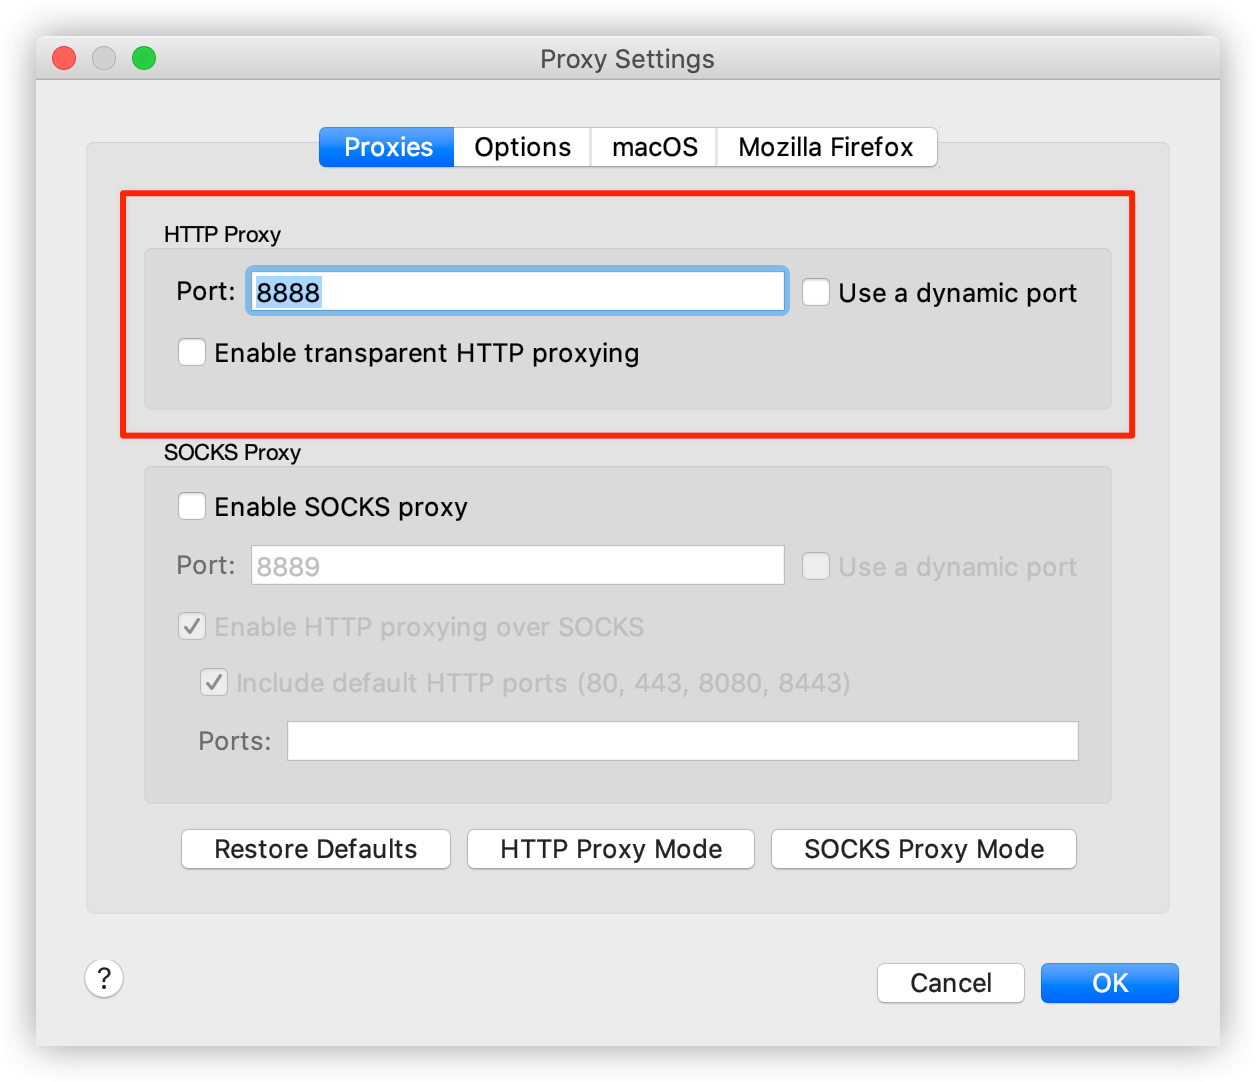 Proxy Settings
Proxies Options macOS Mozilla Firefox
HTTP Proxy
Port: 8888 Use a dynamic port
Enable transparent HTTP proxying
SOCKS Proxy
Enable SOCKS proxy
Port: 8889 Use a dynamic port
Enable HTTP proxying over SOCKS
Include default HTTP ports (80, 443, 8080, 8443)
Ports:
Restore Defaults HTTP Proxy Mode SOCKS Proxy Mode
? Cancel OK